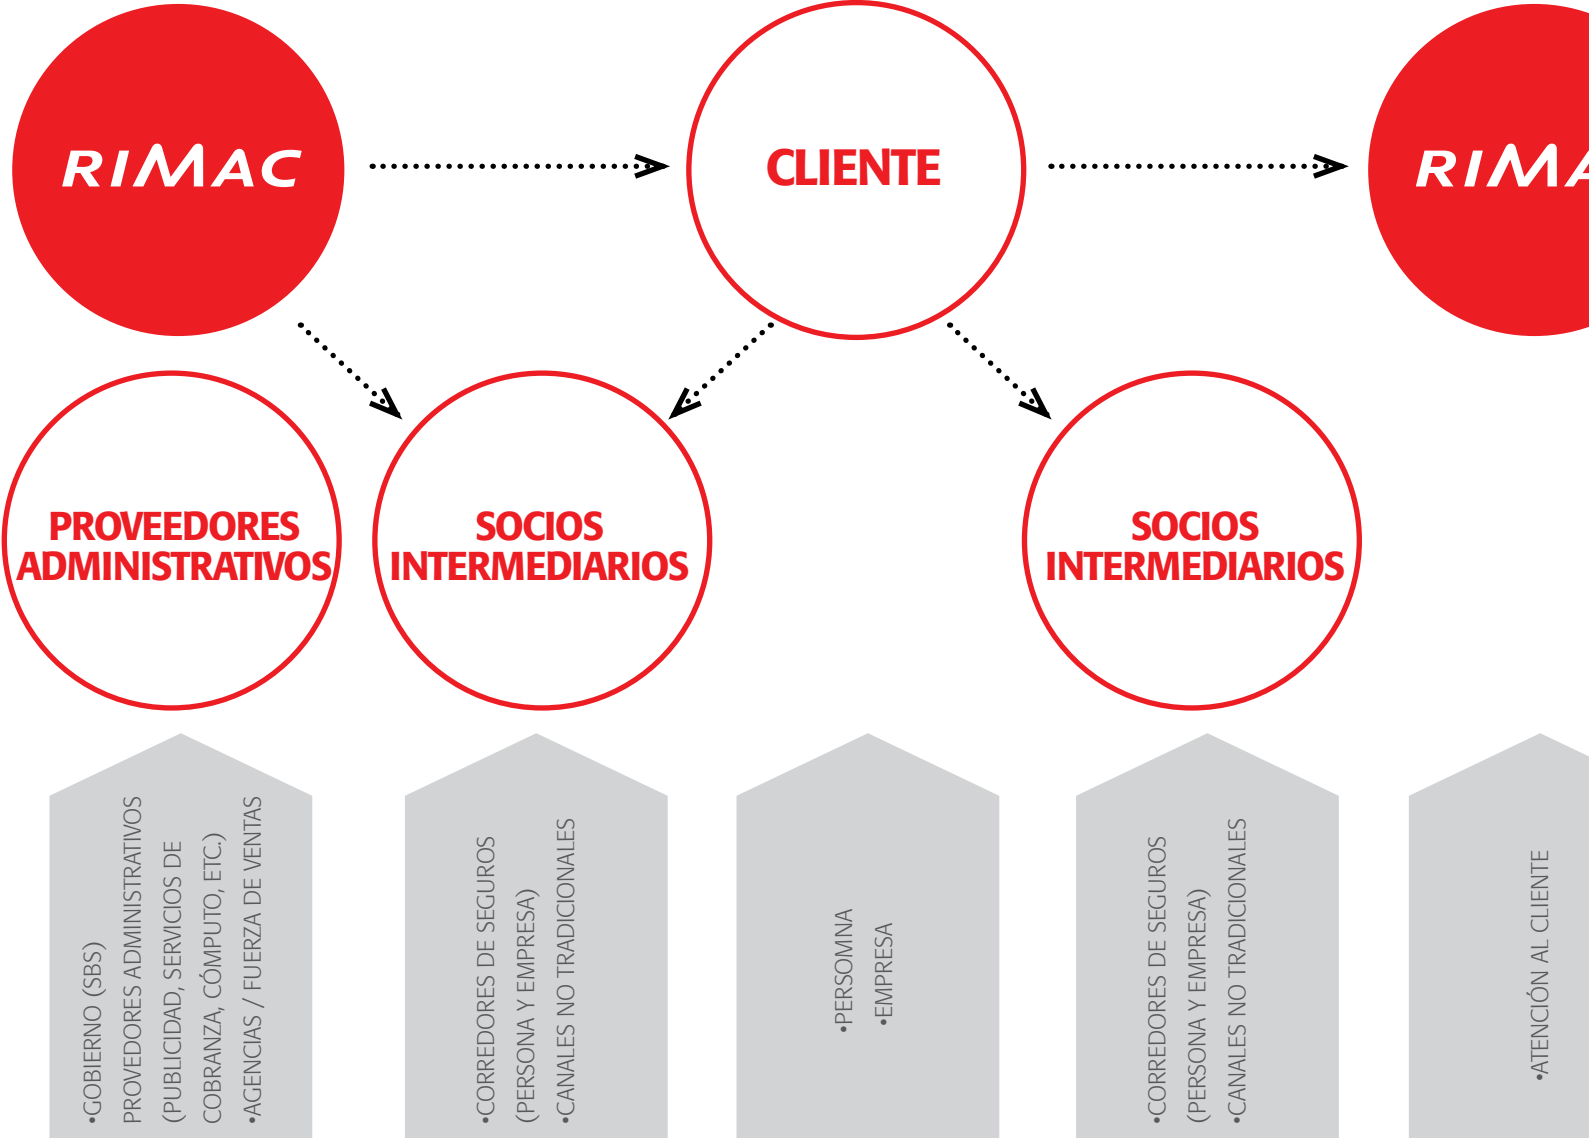 RIMAC
CLIENTE
RIMA
PROVEEDORES
ADMINISTRATIVOS
SOCIOS
INTERMEDIARIOS
SOCIOS
INTERMEDIARIOS
•GOBIERNO (SBS)
PROVEDORES ADMINISTRATIVOS
(PUBLICIDAD, SERVICIOS DE
COBRANZA, CÓMPUTO, ETC.)
•AGENCIAS / FUERZA DE VENTAS
•CORREDORES DE SEGUROS
(PERSONA Y EMPRESA)
•CANALES NO TRADICIONALES
•PERSOMNA
•EMPRESA
•CORREDORES DE SEGUROS
(PERSONA Y EMPRESA)
•CANALES NO TRADICIONALES
•ATENCIÓN AL CLIENTE